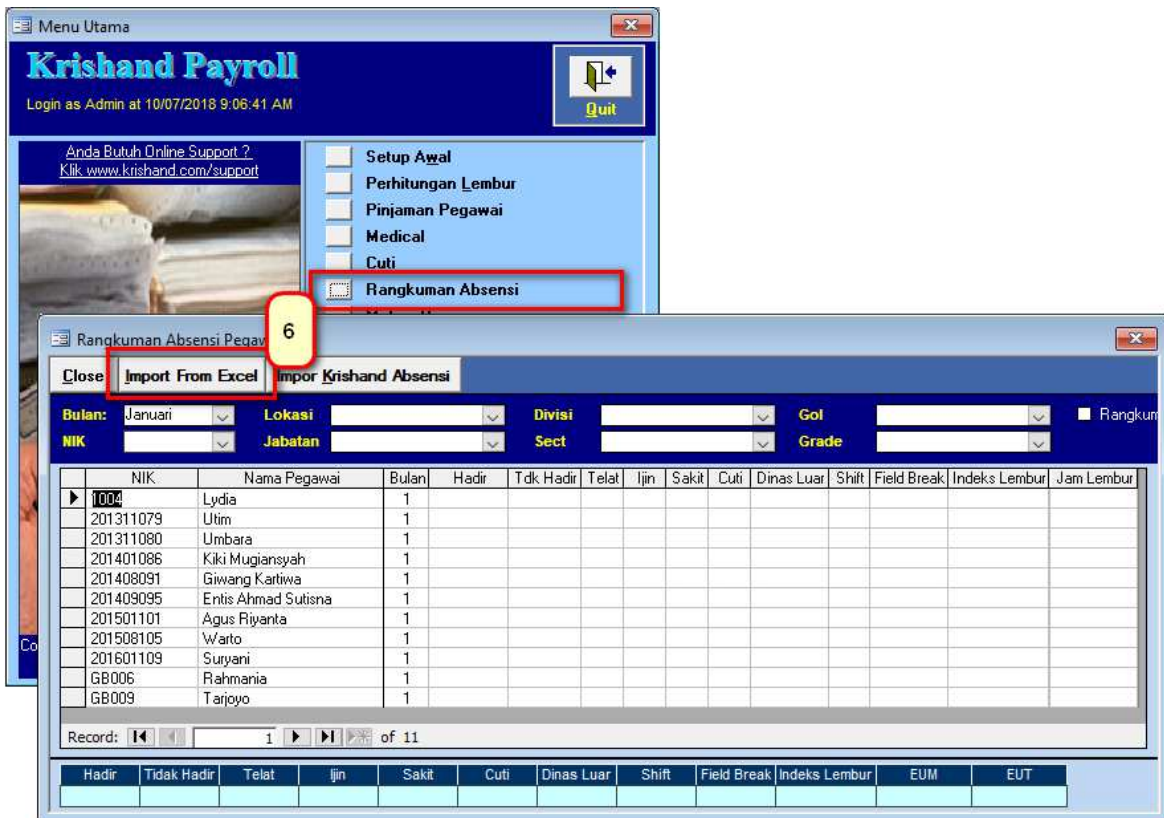 Menu Utama
Krishand Payroll
Login as Admin at 10/07/2018 9:06:41 AM
Quit
Anda Butuh Online Support ?
Klik www.krishand.com/support
Setup Awal
Perhitungan Lembur
Pinjaman Pegawai
Medical
Cuti
Rangkuman Absensi
6
Rangkuman Absensi Pegaw
Close Import From Excel Impor Krishand Absensi
Bulan: Januari Lokasi Divisi Gol Rangkum
NIK Jabatan Sect Grade
NIK Nama Pegawai Bulan Hadir Tdk Hadir Telat Ijin Sakit Cuti Dinas Luar Shift Field Break Indeks Lembur Jam Lembur
1004 Lydia 1
201311079 Utim 1
201311080 Umbara 1
201401086 Kiki Mugiansyah 1
201408091 Giwang Kartiwa 1
201409095 Entis Ahmad Sutisna 1
201501101 Agus Riyanta 1
201508105 Warto 1
201601109 Suryani 1
GB006 Rahmania 1
GB009 Tarjoyo 1
Co
Record: 1 of 11
Hadir Tidak Hadir Telat Ijin Sakit Cuti Dinas Luar Shift Field Break Indeks Lembur EUM EUT